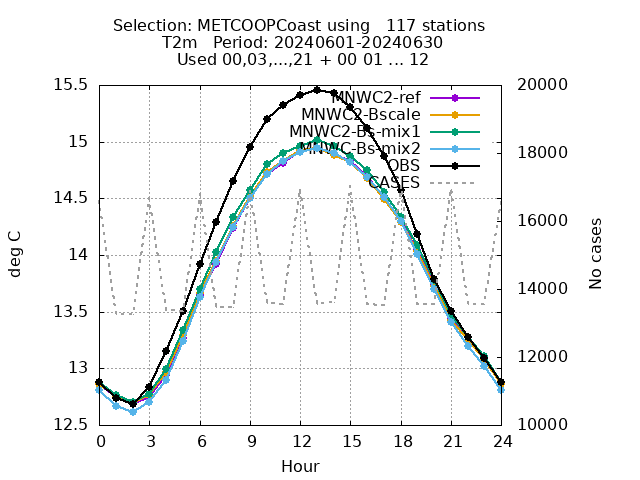 Selection: METCOOPCoast using   117 stations
T2m   Period: 20240601-20240630
Used 00,03,...,21 + 00 01 ... 12
15.5
15
14.5
14
13.5
13
12.5
20000
18000
16000
14000
12000
10000
deg C
No cases
MNWC2-ref
MNWC2-Bscale
MNWC2-Bs-mix1
MNWC-Bs-mix2
OBS
CASES
0 3 6 9 12 15 18 21 24
Hour